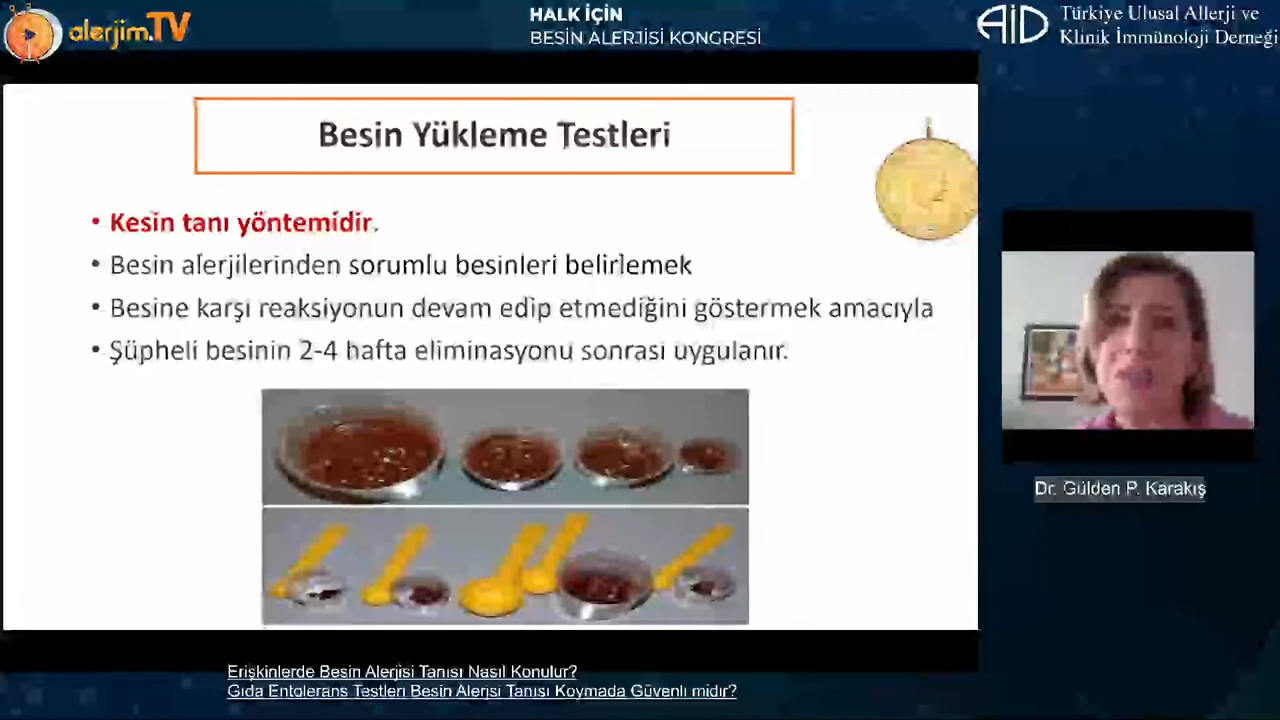 alerjim.TV
HALK İÇİN
BESİN ALERJİSİ KONGRESİ
AİD
Türkiye Ulusal Allerji ve
Klinik İmmünoloji Derneği
Besin Yükleme Testleri
• Kesin tanı yöntemidir.
• Besin alerjilerinden sorumlu besinleri belirlemek
• Besine karşı reaksiyonun devam edip etmediğini göstermek amacıyla
• Şüpheli besinin 2-4 hafta eliminasyonu sonrası uygulanır.
Dr. Gülden P. Karakış
Erişkinlerde Besin Alerjisi Tanısı Nasıl Konulur?
Gıda Entolerans Testleri Besin Alerjsi Tanısı Koymada Güvenli midir?